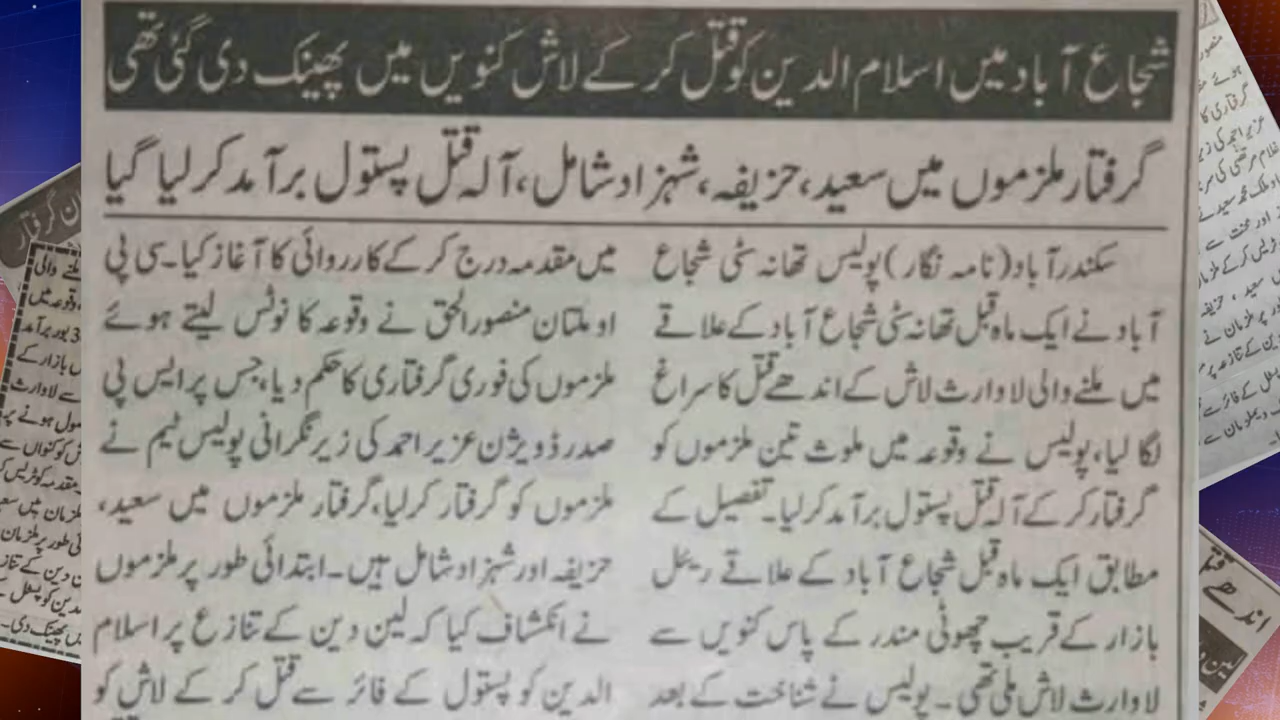 شجاع آباد میں اسلام الدین کو قتل کر کے لاش کنویں میں پھینک دی گئی تھی
گرفتار ملزموں میں سعید، حزیفہ، شہزاد شامل، آلہ قتل پستول برآمد کر لیا گیا
سکندرآباد (نامہ نگار) پولیس تھانہ سٹی شجاع
آباد نے ایک ماہ قبل تھانہ سٹی شجاع آباد کے علاقے
میں ملنے والی لاوارث لاش کے اندھے قتل کا سراغ
لگا لیا، پولیس نے وقوعہ میں ملوث تین ملزموں کو
گرفتار کر کے آلہ قتل پستول برآمد کر لیا۔ تفصیل کے
مطابق ایک ماہ قبل شجاع آباد کے علاقے ریئل
بازار کے قریب چھوٹی مندر کے پاس کنویں سے
لاوارث لاش ملی تھی۔ پولیس نے شناخت کے بعد
میں مقدمہ درج کر کے کارروائی کا آغاز کیا۔ سی پی
او ملتان منصور الحق نے وقوعہ کا نوٹس لیتے ہوئے
ملزموں کی فوری گرفتاری کا حکم دیا، جس پر ایس پی
صدر ڈویژن عزیر احمد کی زیر نگرانی پولیس ٹیم نے
ملزموں کو گرفتار کر لیا، گرفتار ملزموں میں سعید،
حزیفہ اور شہزاد شامل ہیں۔ ابتدائی طور پر ملزموں
نے انکشاف کیا کہ لین دین کے تنازع پر اسلام
الدین کو پستول کے فائر سے قتل کر کے لاش کو